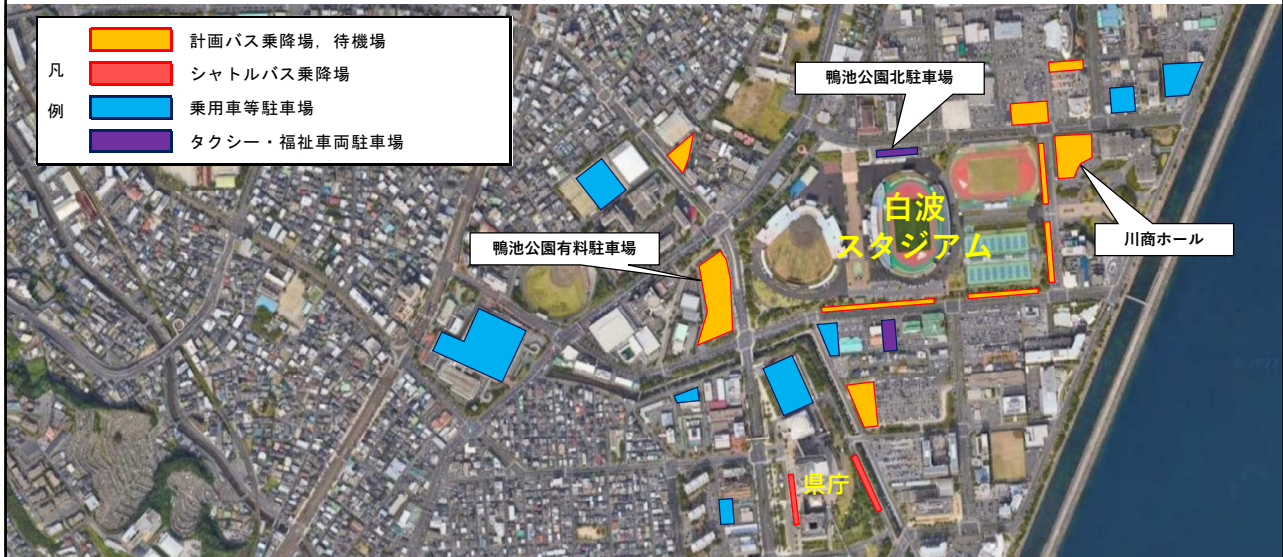 凡例
計画バス乗降場，待機場
シャトルバス乗降場
乗用車等駐車場
タクシー・福祉車両駐車場
鴨池公園北駐車場
白波
スタジアム
川商ホール
鴨池公園有料駐車場
県庁